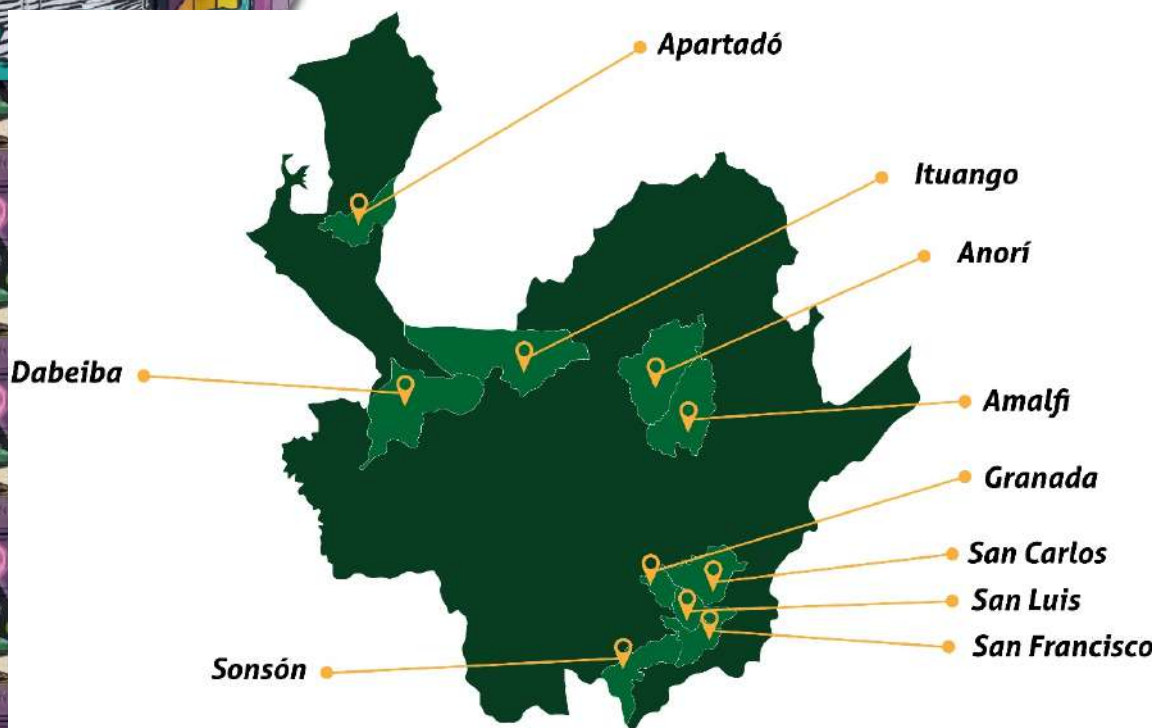 Apartadó
Ituango
Anorí
Dabeiba
Amalfi
Granada
San Carlos
San Luis
San Francisco
Sonsón